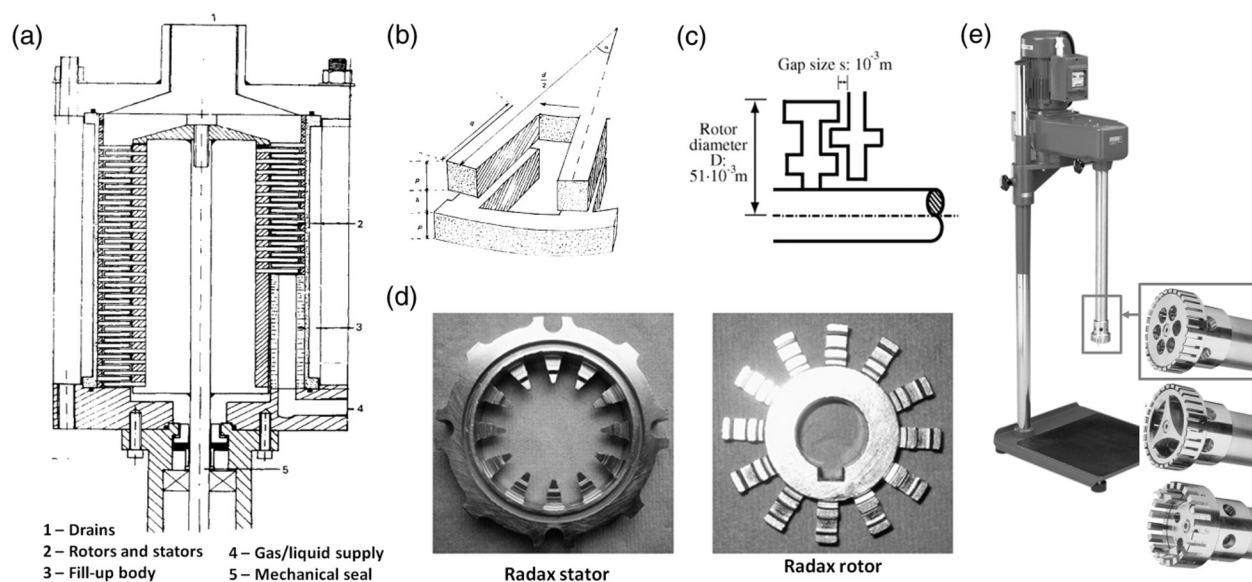 (a)
1
2
3
4
5
1 – Drains
2 – Rotors and stators
3 – Fill-up body
4 – Gas/liquid supply
5 – Mechanical seal
(b)
d
2
(c)
Gap size s: 10⁻³m
Rotor
diameter
D:
51·10⁻³m
(d)
Radax stator
Radax rotor
(e)